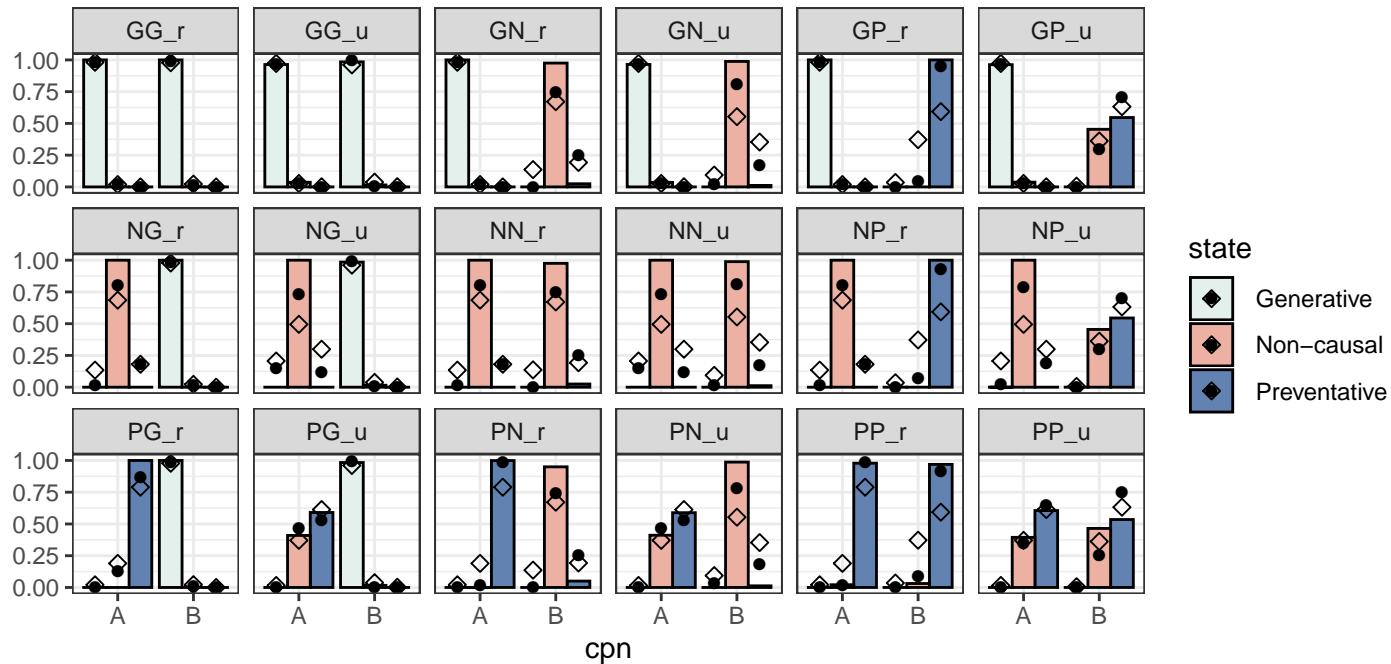 GG_r GG_u GN_r GN_u GP_r GP_u
1.00
0.75
0.50
0.25
0.00
NG_r NG_u NN_r NN_u NP_r NP_u
1.00
0.75
0.50
0.25
0.00
PG_r PG_u PN_r PN_u PP_r PP_u
1.00
0.75
0.50
0.25
0.00
A B A B A B A B A B A B
cpn
state
Generative
Non−causal
Preventative